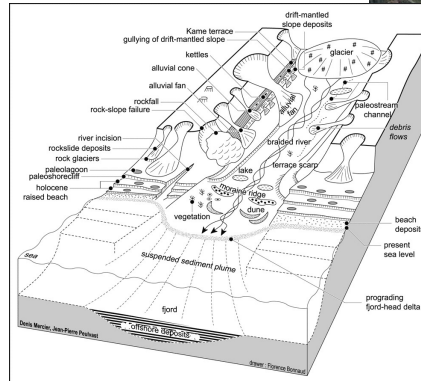 drift-mantled
slope deposits
Kame terrace
gullying of drift-mantled slope
kettles
alluvial cone
alluvial fan
rockfall
rock-slope failure
river incision
rockslide deposits
rock glaciers
paleolagoon
paleoshorecliff
holocene
raised beach
glacier
paleostream
channel
debris
flows
alluvial
fan
braided river
terrace scarp
lake
moraine ridge
dune
vegetation
beach
deposits
present
sea level
sea
suspended sediment plume
prograding
fjord-head delta
fjord
offshore deposits
Denis Mercier, Jean-Pierre Peulvast
drawer : Florence Bonnaud